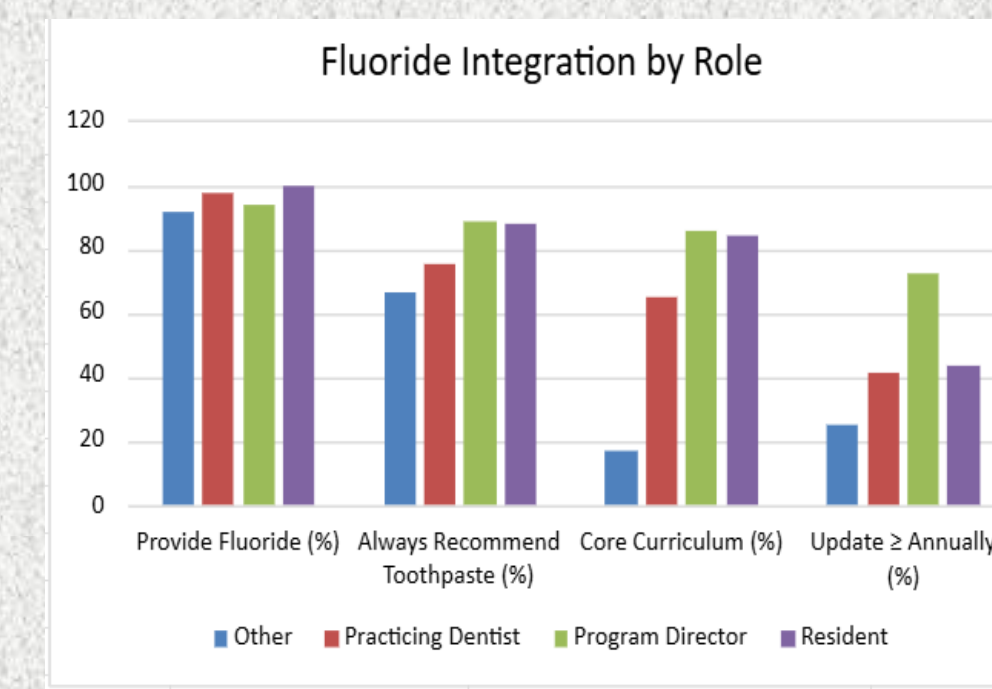 Fluoride Integration by Role
120
100
80
60
40
20
0
Provide Fluoride (%)
Always Recommend
Toothpaste (%)
Core Curriculum (%)
Update ≥ Annually
(%)
Other
Practicing Dentist
Program Director
Resident